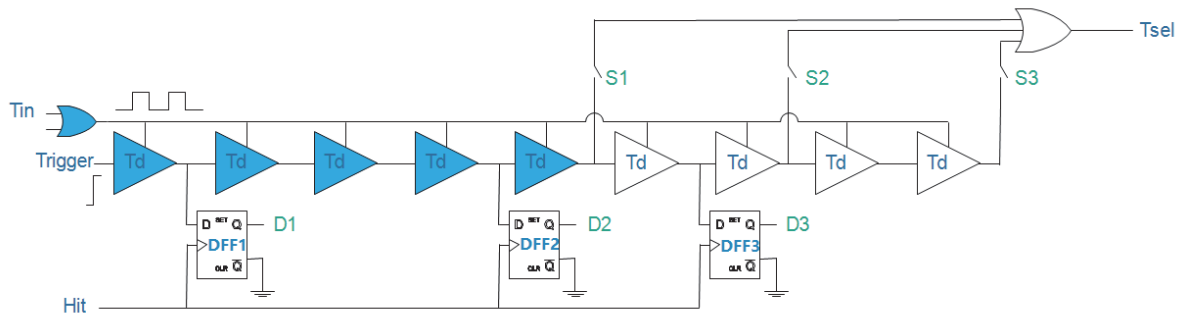 Tsel
S1 S2 S3
Tin
Trigger Td Td Td Td Td Td Td Td Td
D SET Q D1 D SET Q D2 D SET Q D3
DFF1 DFF2 DFF3
CLR Q CLR Q CLR Q
Hit